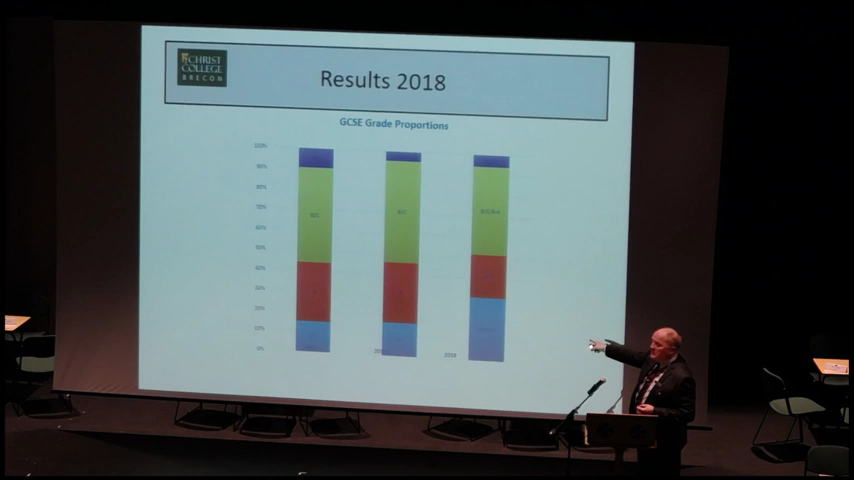 CHRIST
COLLEGE
BRECON
Results 2018
GCSE Grade Proportions
100%
90%
80%
70%
60%
50%
40%
30%
20%
10%
0%
B/C
B/C
2018